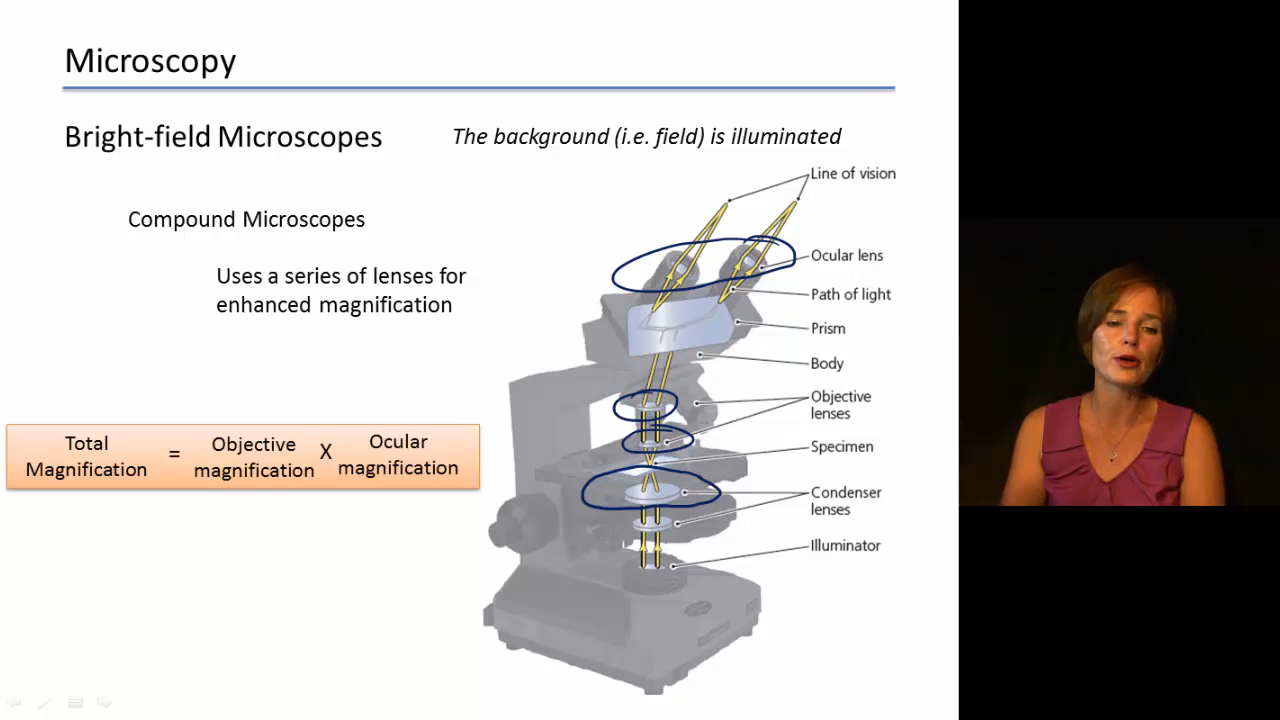 Microscopy
Bright-field Microscopes
The background (i.e. field) is illuminated
Compound Microscopes
Uses a series of lenses for
enhanced magnification
Total
Magnification
=
Objective
magnification
X
Ocular
magnification
Line of vision
Ocular lens
Path of light
Prism
Body
Objective
lenses
Specimen
Condenser
lenses
Illuminator